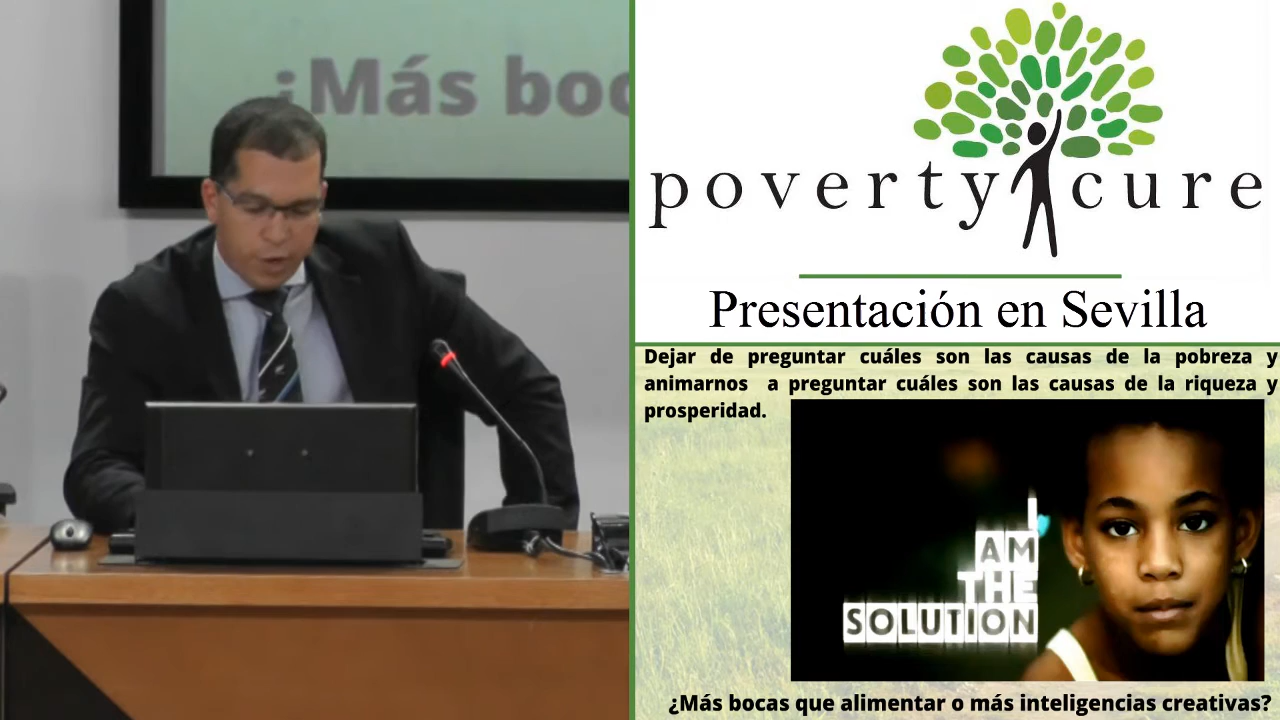 ¿Más boc
poverty cure
Presentación en Sevilla
Dejar de preguntar cuáles son las causas de la pobreza y
animarnos a preguntar cuáles son las causas de la riqueza y
prosperidad.
I
AM
THE
SOLUTION
¿Más bocas que alimentar o más inteligencias creativas?